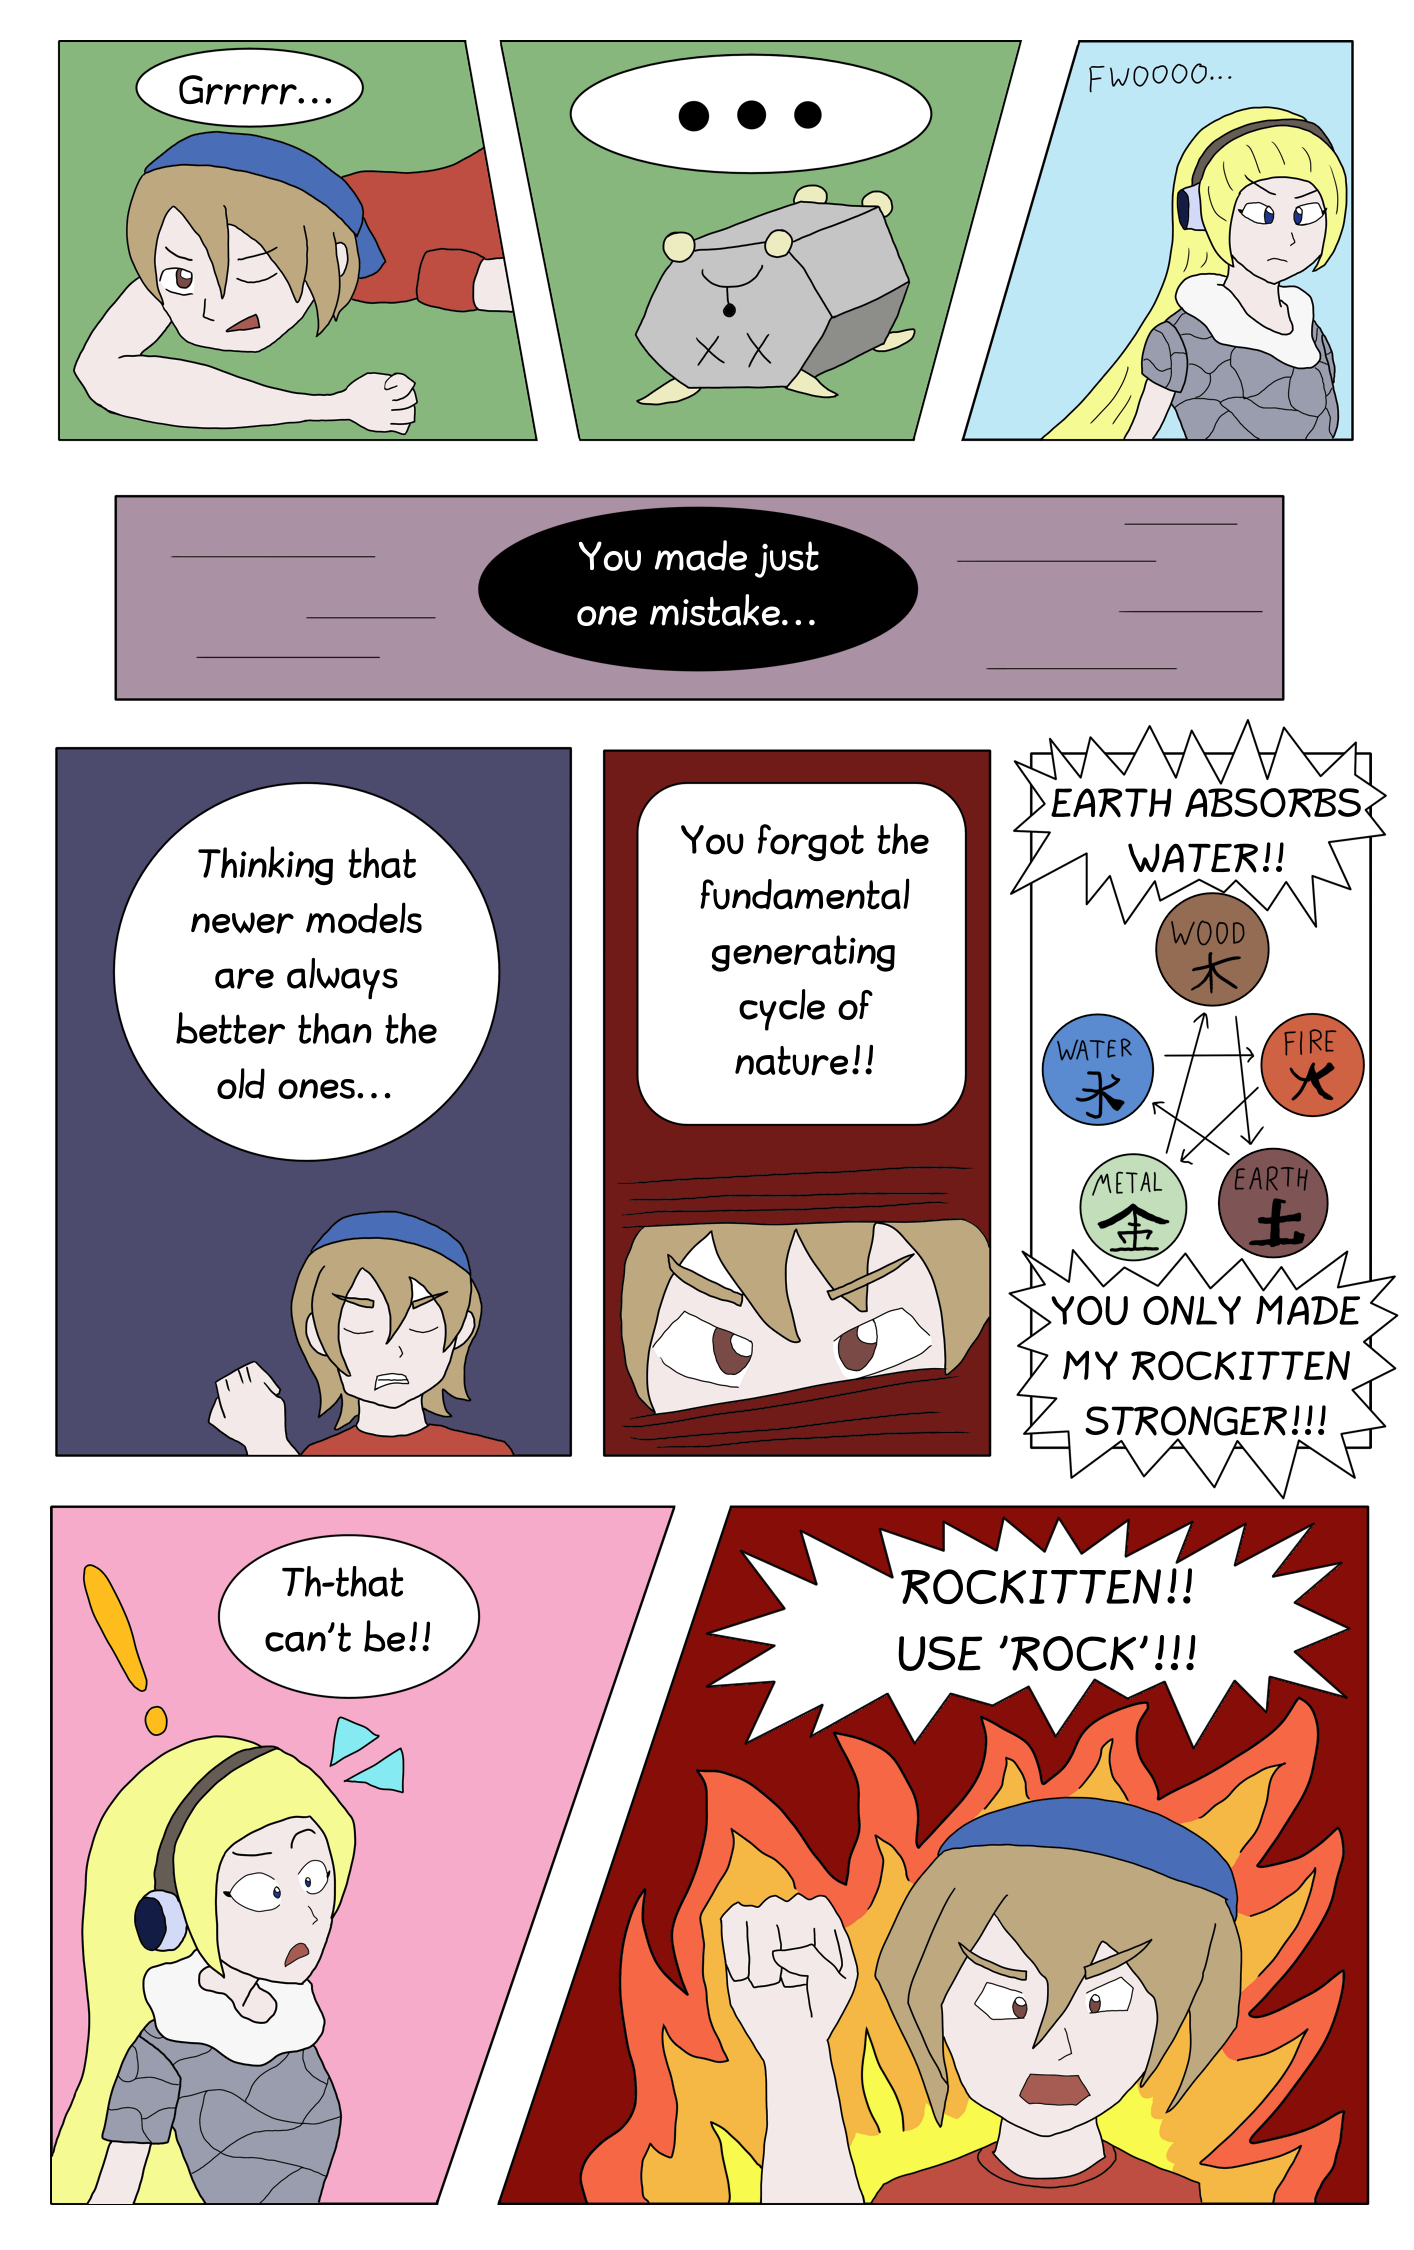 Grrrrr...
...
FWOOOO...
You made just
one mistake...
Thinking that
newer models
are always
better than the
old ones...
You forgot the
fundamental
generating
cycle of
nature!!
EARTH ABSORBS
WATER!!
WOOD
木
WATER
水
FIRE
火
METAL
金
EARTH
土
YOU ONLY MADE
MY ROCKITTEN
STRONGER!!!
Th-that
can't be!!
ROCKITTEN!!
USE 'ROCK'!!!